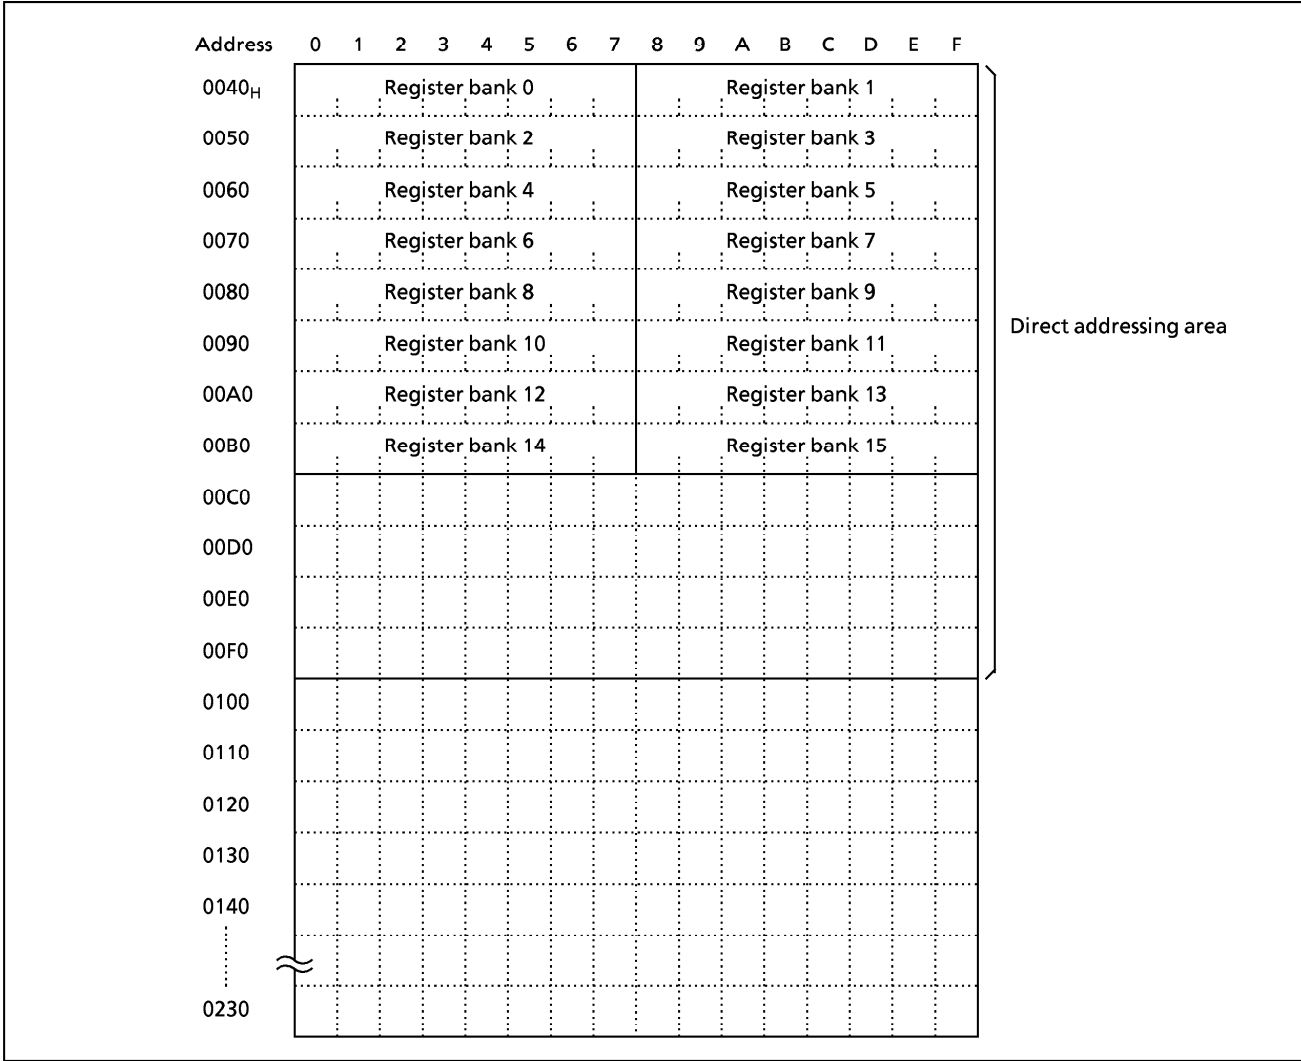 Address 0 1 2 3 4 5 6 7 8 9 A B C D E F
0040H Register bank 0 Register bank 1
0050 Register bank 2 Register bank 3
0060 Register bank 4 Register bank 5
0070 Register bank 6 Register bank 7
0080 Register bank 8 Register bank 9
Direct addressing area
0090 Register bank 10 Register bank 11
00A0 Register bank 12 Register bank 13
00B0 Register bank 14 Register bank 15
00C0
00D0
00E0
00F0
0100
0110
0120
0130
0140
0230